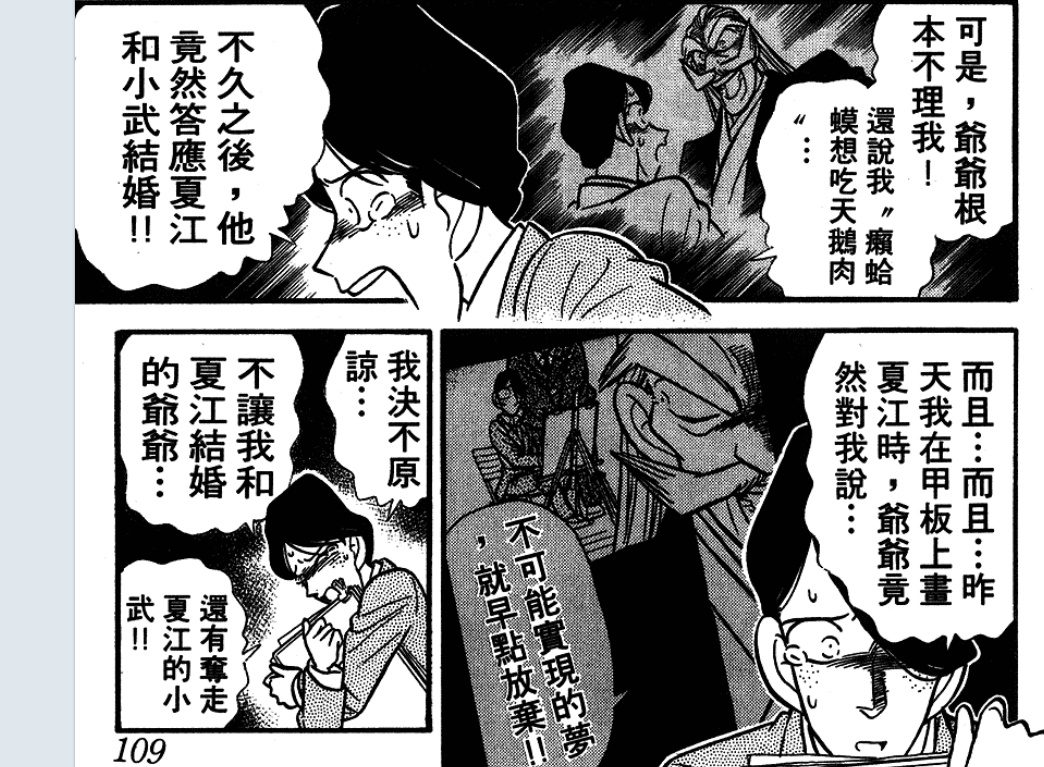 可是，爺爺根
本不理我！
還說我〝癩蛤
蟆想吃天鵝肉
〞…
不久之後，他
竟然答應夏江
和小武結婚!!
而且…而且…昨
天我在甲板上畫
夏江時，爺爺竟
然對我說…
不可能實現的夢
，就早點放棄!!
我決不原
諒…
不讓我和
夏江結婚
的爺爺…
還有奪走
夏江的小
武!!
109